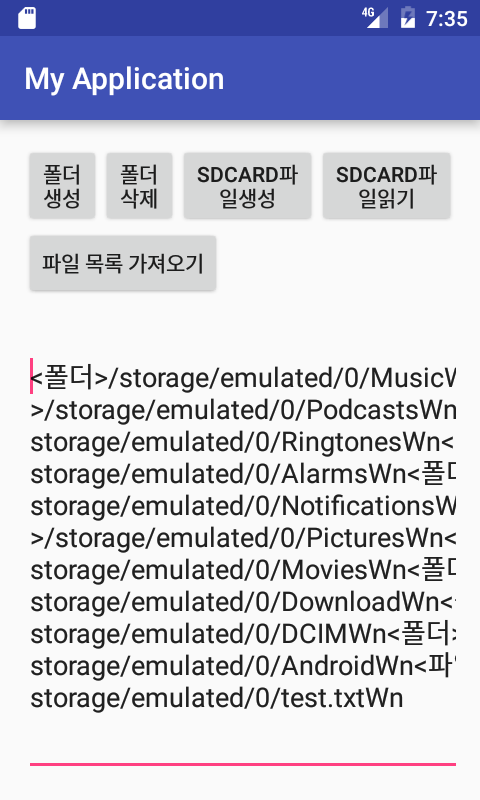 4G 7:35
My Application
폴더
생성
폴더
삭제
SDCARD파
일생성
SDCARD파
일읽기
파일 목록 가져오기
<폴더>/storage/emulated/0/MusicW
>/storage/emulated/0/PodcastsWn
storage/emulated/0/RingtonesWn<
storage/emulated/0/AlarmsWn<폴더
storage/emulated/0/NotificationsW
>/storage/emulated/0/PicturesWn<
storage/emulated/0/MoviesWn<폴더
storage/emulated/0/DownloadWn<
storage/emulated/0/DCIMWn<폴더>
storage/emulated/0/AndroidWn<파일
storage/emulated/0/test.txtWn